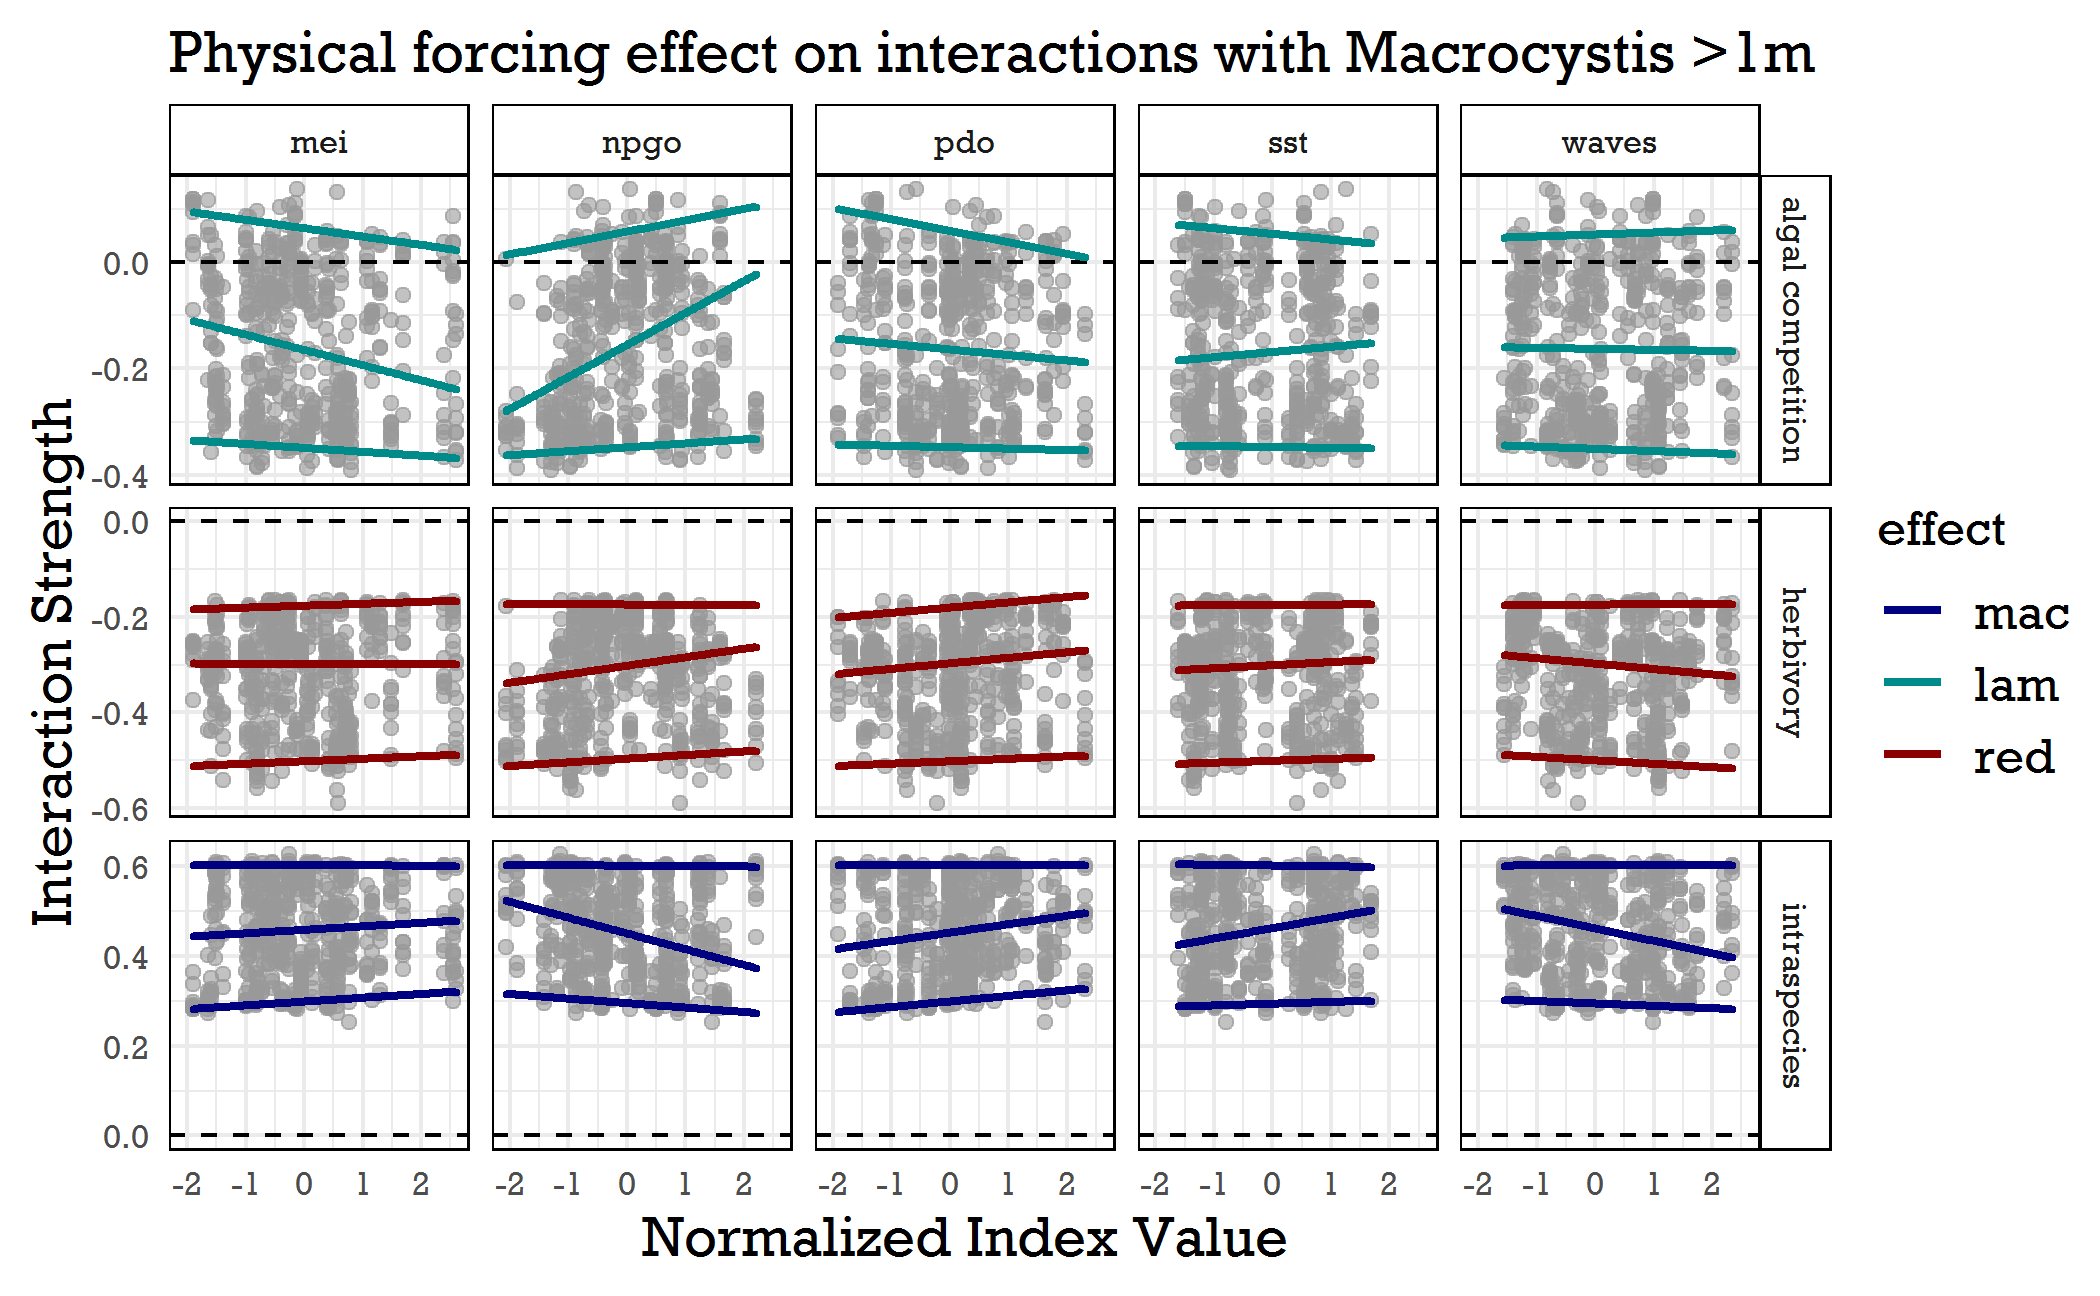 Physical forcing effect on interactions with Macrocystis >1m
mei npgo pdo sst waves
0.0
-0.2
-0.4
algal competition
0.0
-0.2
-0.4
-0.6
herbivory
0.6
0.4
0.2
0.0
intraspecies
-2 -1 0 1 2 -2 -1 0 1 2 -2 -1 0 1 2 -2 -1 0 1 2 -2 -1 0 1 2
Interaction Strength
Normalized Index Value
effect
mac
lam
red